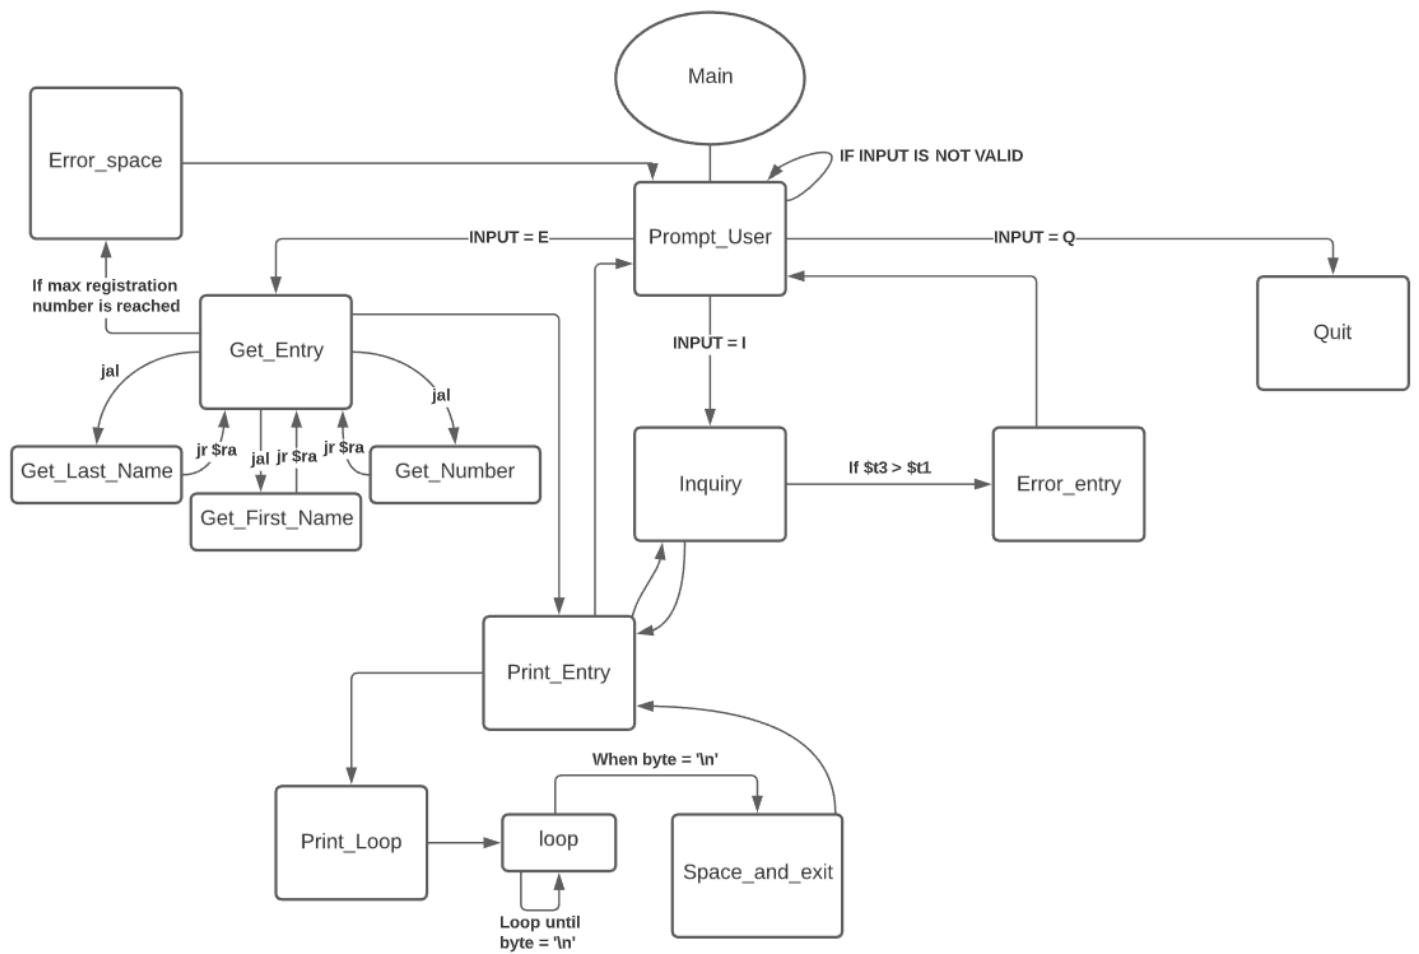 Main
Error_space
IF INPUT IS NOT VALID
INPUT = E
Prompt_User
INPUT = Q
If max registration
number is reached
Get_Entry
INPUT = I
Quit
jal
jal
jr $ra
jal
jr $ra
jr $ra
Get_Last_Name
Get_First_Name
Get_Number
Inquiry
If $t3 > $t1
Error_entry
Print_Entry
When byte = '\n'
Print_Loop
loop
Space_and_exit
Loop until
byte = '\n'